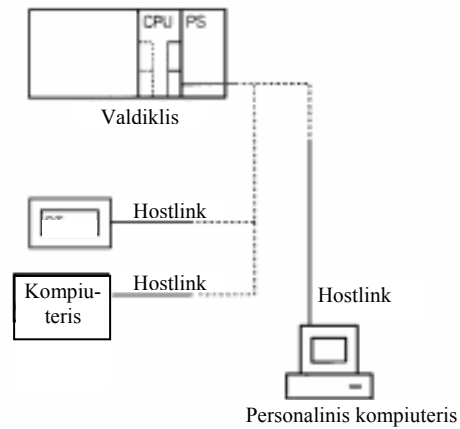 CPU PS
Valdiklis
Hostlink
Hostlink
Kompiu-
teris
Hostlink
Personalinis kompiuteris